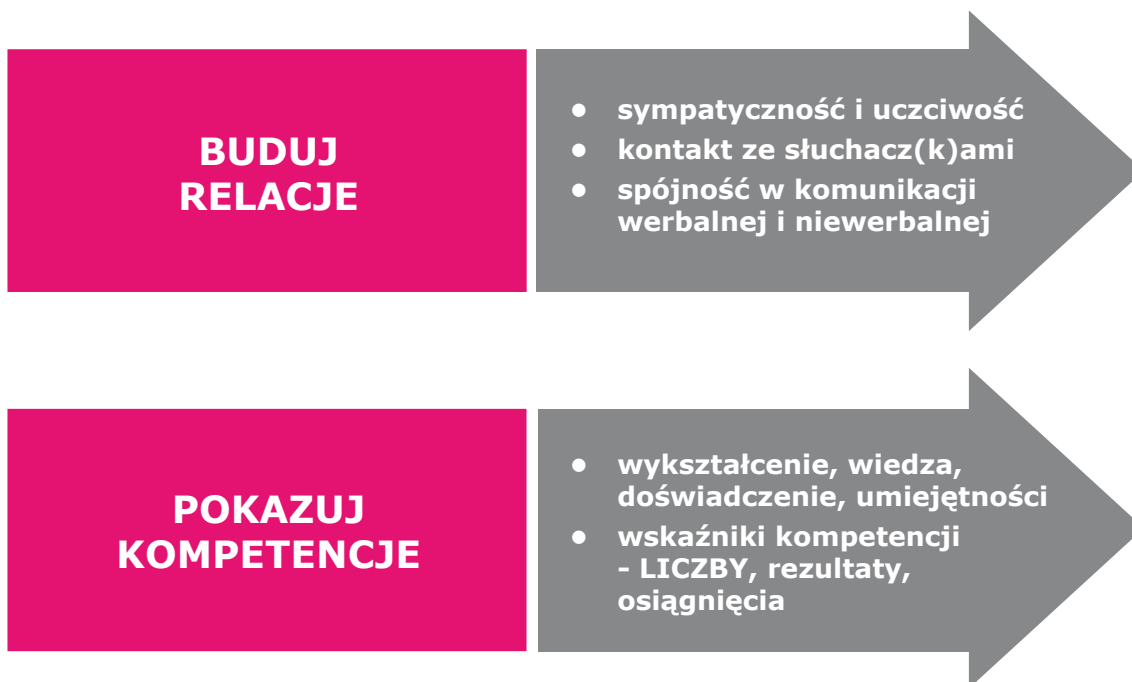 BUDUJ
RELACJE
● sympatyczność i uczciwość
● kontakt ze słuchacz(k)ami
● spójność w komunikacji
werbalnej i niewerbalnej
POKAZUJ
KOMPETENCJE
● wykształcenie, wiedza,
doświadczenie, umiejętności
● wskaźniki kompetencji
- LICZBY, rezultaty,
osiągnięcia